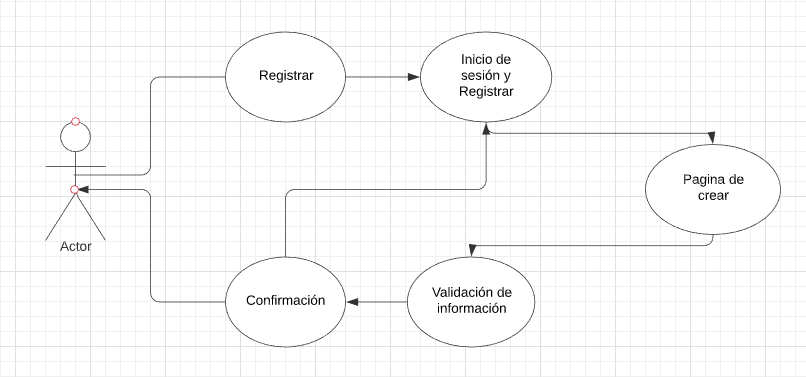 Registrar
Inicio de
sesión y
Registrar
Pagina de
crear
Actor
Confirmación
Validación de
información